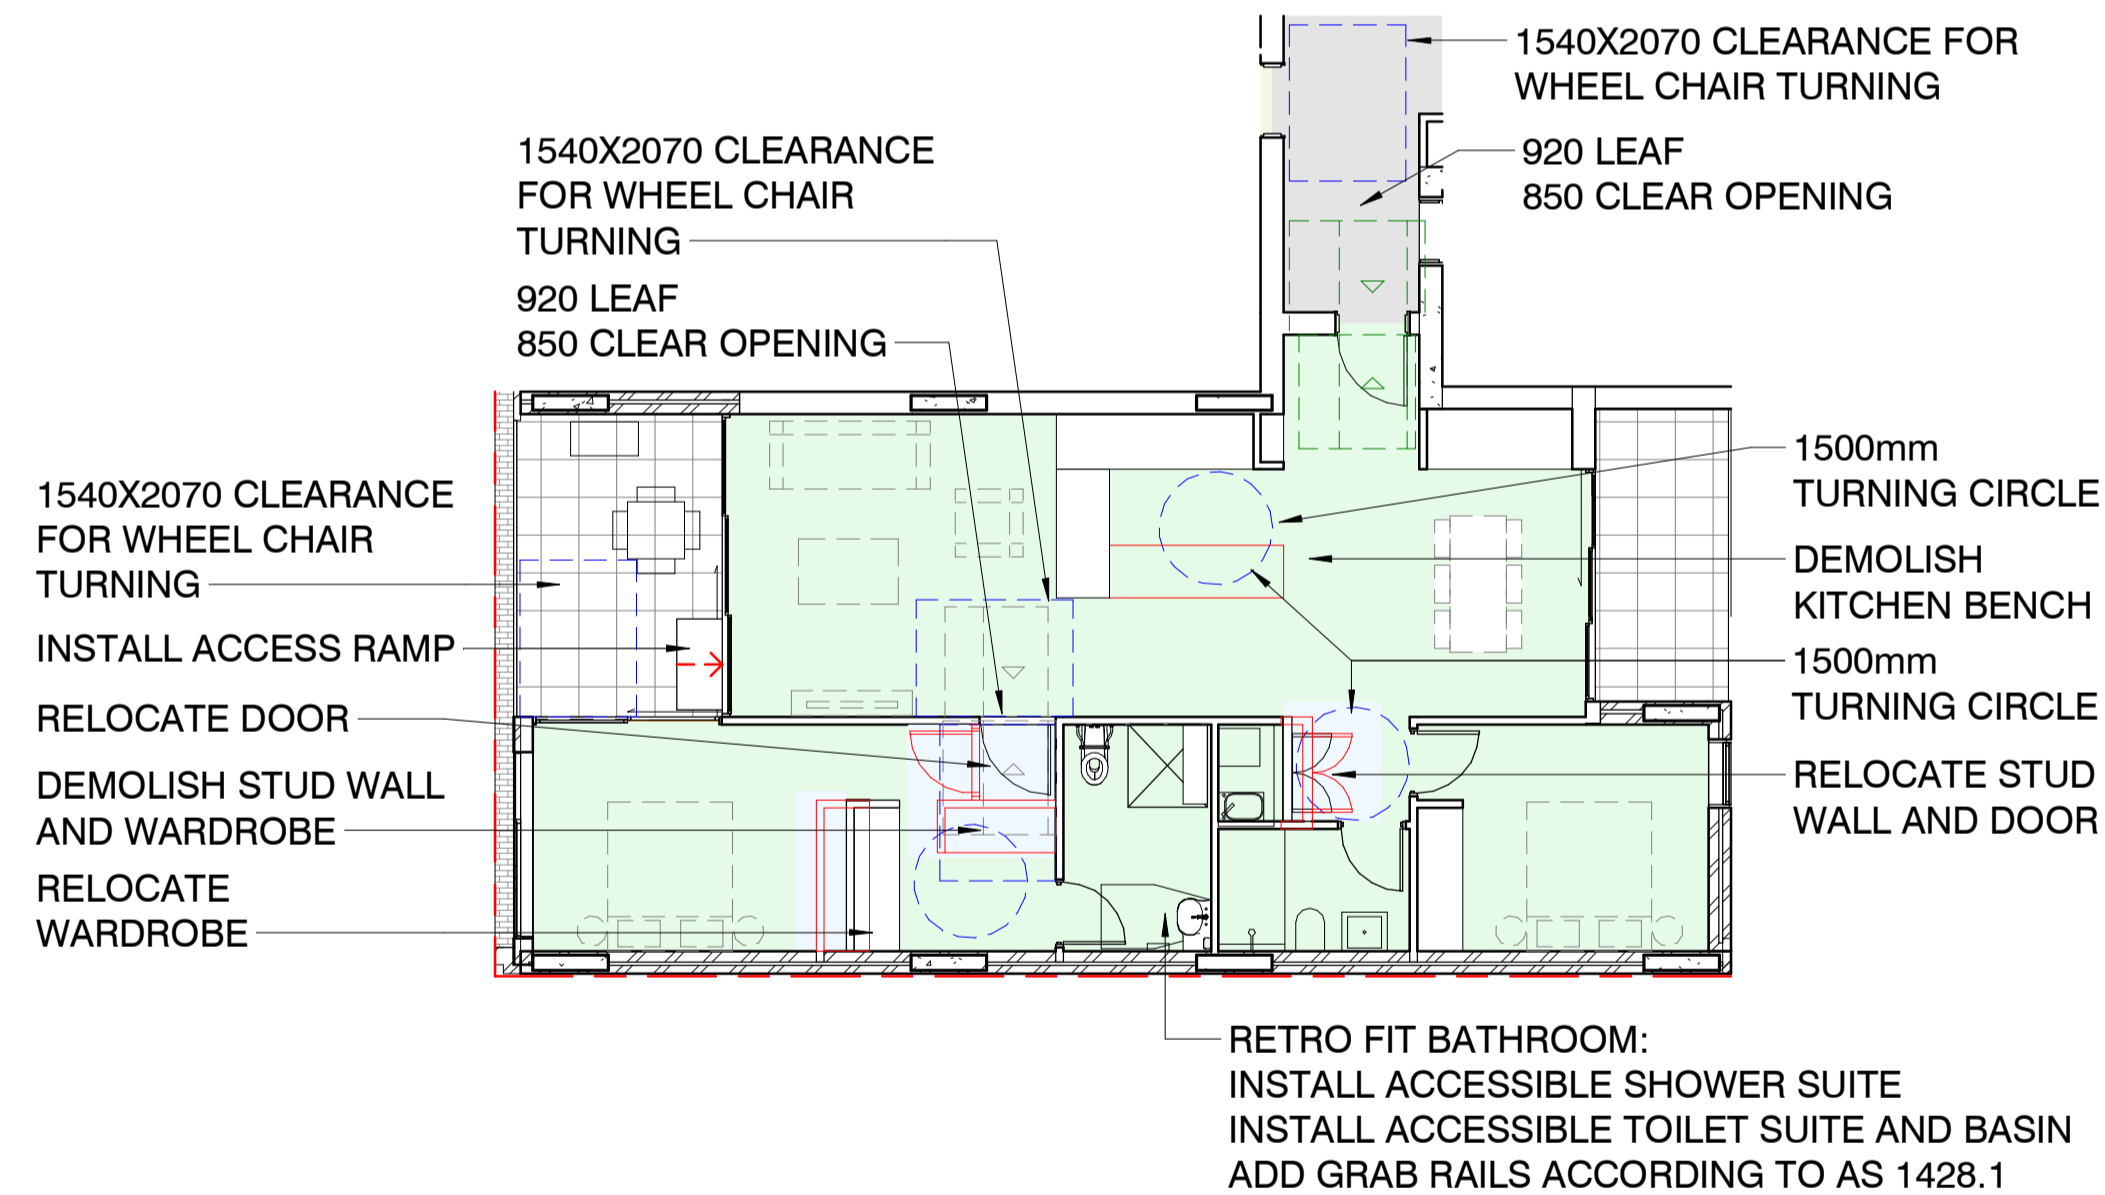 1540X2070 CLEARANCE FOR
WHEEL CHAIR TURNING
920 LEAF
850 CLEAR OPENING
1540X2070 CLEARANCE
FOR WHEEL CHAIR
TURNING
920 LEAF
850 CLEAR OPENING
1540X2070 CLEARANCE
FOR WHEEL CHAIR
TURNING
INSTALL ACCESS RAMP
RELOCATE DOOR
DEMOLISH STUD WALL
AND WARDROBE
RELOCATE
WARDROBE
1500mm
TURNING CIRCLE
DEMOLISH
KITCHEN BENCH
1500mm
TURNING CIRCLE
RELOCATE STUD
WALL AND DOOR
RETRO FIT BATHROOM:
INSTALL ACCESSIBLE SHOWER SUITE
INSTALL ACCESSIBLE TOILET SUITE AND BASIN
ADD GRAB RAILS ACCORDING TO AS 1428.1